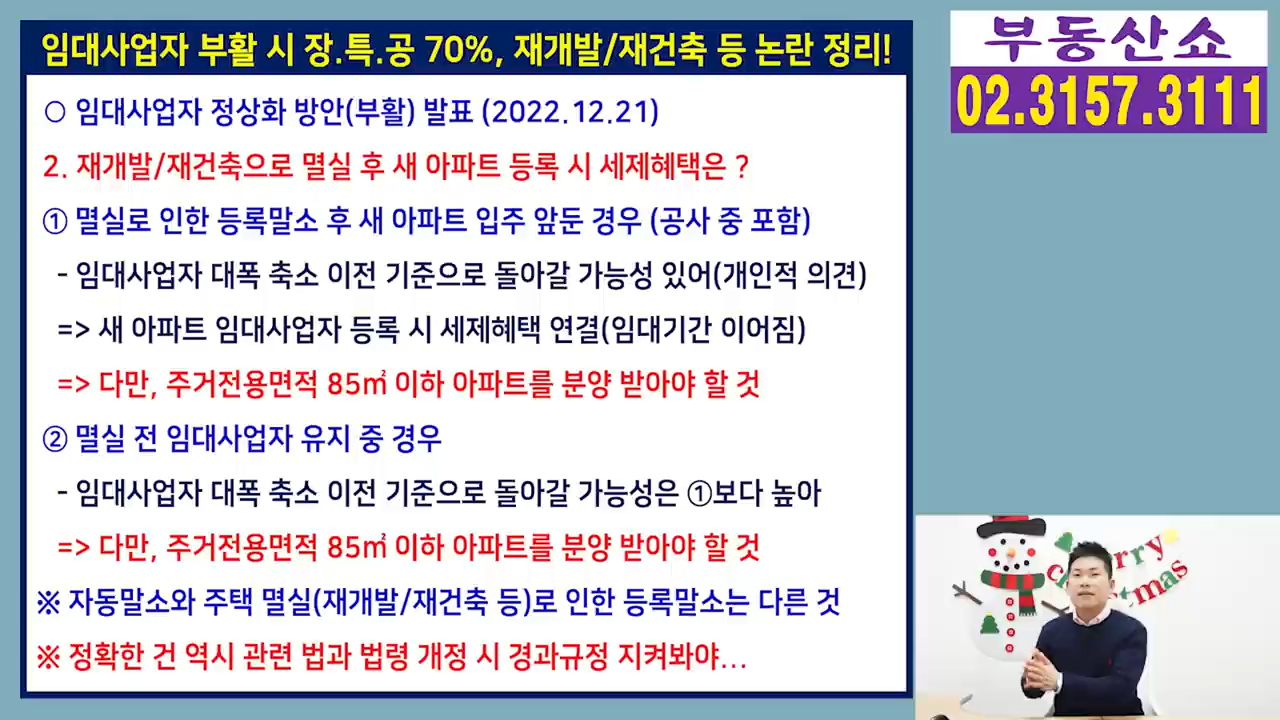 임대사업자 부활 시 장.특.공 70%, 재개발/재건축 등 논란 정리!
○ 임대사업자 정상화 방안(부활) 발표 (2022.12.21)
2. 재개발/재건축으로 멸실 후 새 아파트 등록 시 세제혜택은 ?
① 멸실로 인한 등록말소 후 새 아파트 입주 앞둔 경우 (공사 중 포함)
- 임대사업자 대폭 축소 이전 기준으로 돌아갈 가능성 있어(개인적 의견)
=> 새 아파트 임대사업자 등록 시 세제혜택 연결(임대기간 이어짐)
=> 다만, 주거전용면적 85㎡ 이하 아파트를 분양 받아야 할 것
② 멸실 전 임대사업자 유지 중 경우
- 임대사업자 대폭 축소 이전 기준으로 돌아갈 가능성은 ①보다 높아
=> 다만, 주거전용면적 85㎡ 이하 아파트를 분양 받아야 할 것
※ 자동말소와 주택 멸실(재개발/재건축 등)로 인한 등록말소는 다른 것
※ 정확한 건 역시 관련 법과 법령 개정 시 경과규정 지켜봐야...
부동산쇼
02.3157.3111